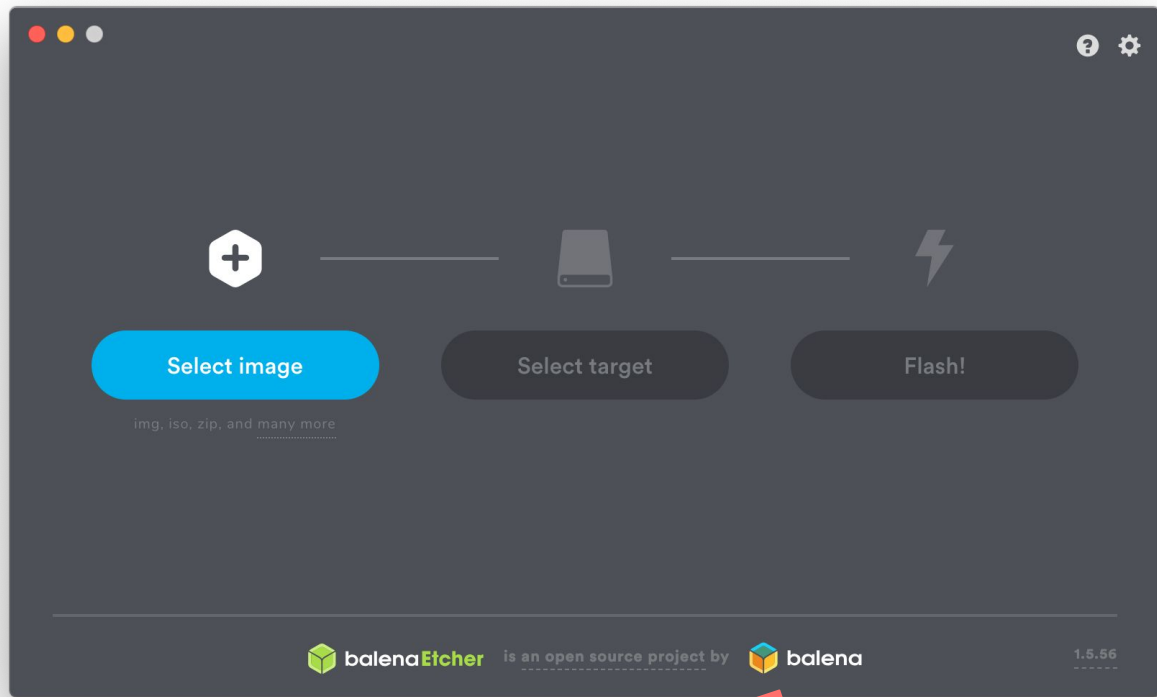 Select image
Select target
Flash!
img, iso, zip, and many more
balenaEtcher is an open source project by balena
1.5.56